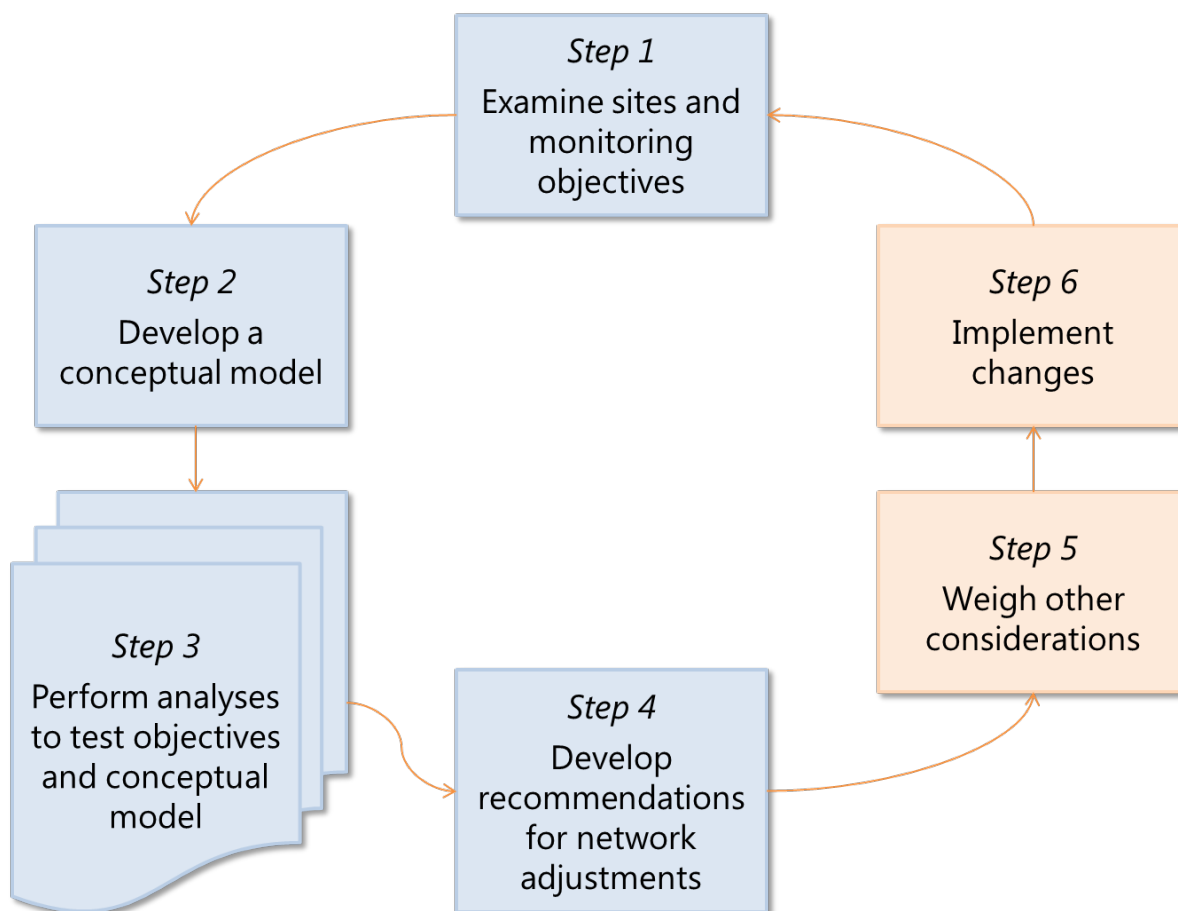 Step 1
Examine sites and
monitoring
objectives
Step 2
Develop a
conceptual model
Step 3
Perform analyses
to test objectives
and conceptual
model
Step 4
Develop
recommendations
for network
adjustments
Step 5
Weigh other
considerations
Step 6
Implement
changes